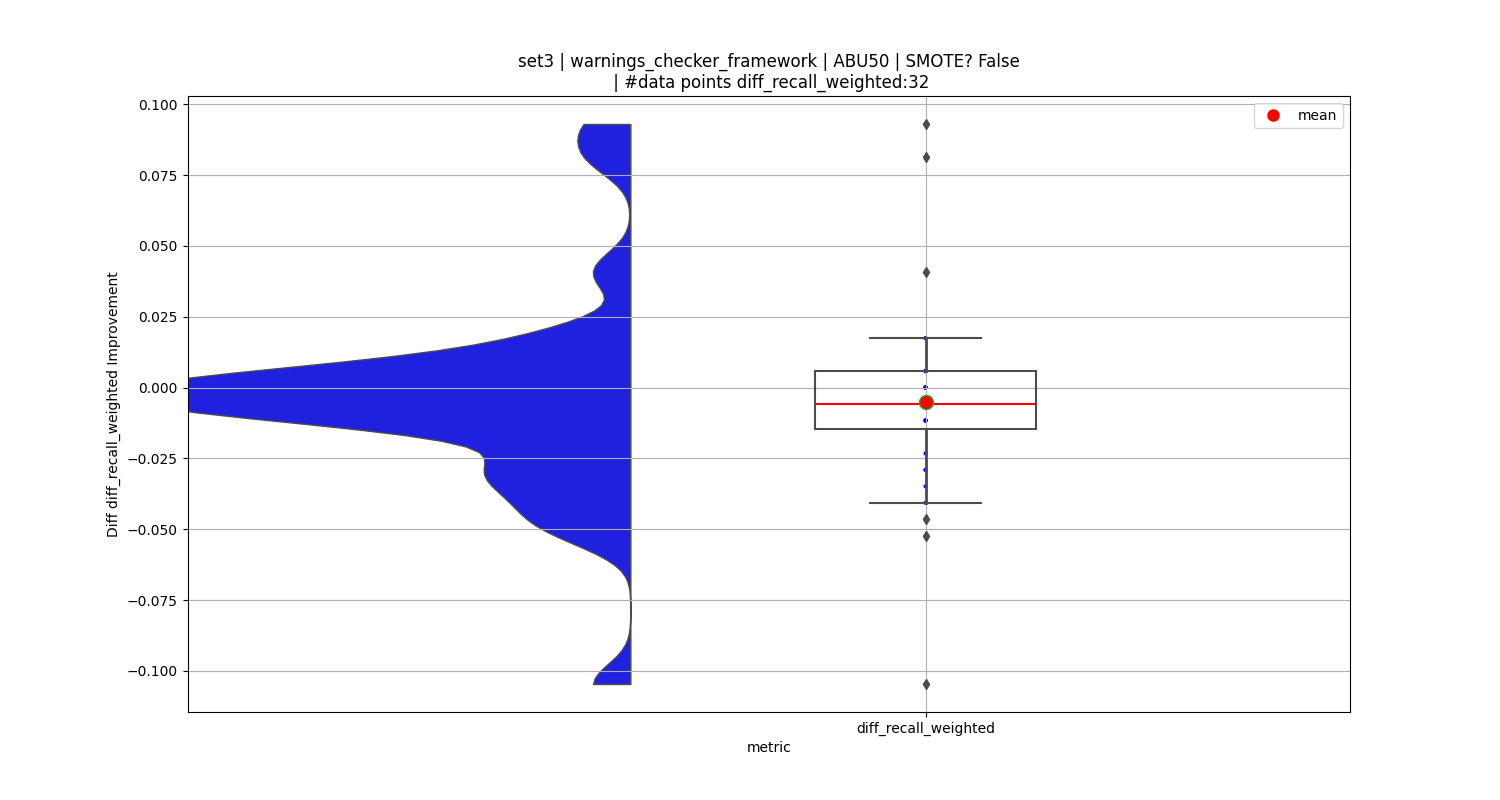 set3 | warnings_checker_framework | ABU50 | SMOTE? False
| #data points diff_recall_weighted:32
mean
0.100
0.075
0.050
0.025
0.000
−0.025
−0.050
−0.075
−0.100
Diff diff_recall_weighted Improvement
diff_recall_weighted
metric